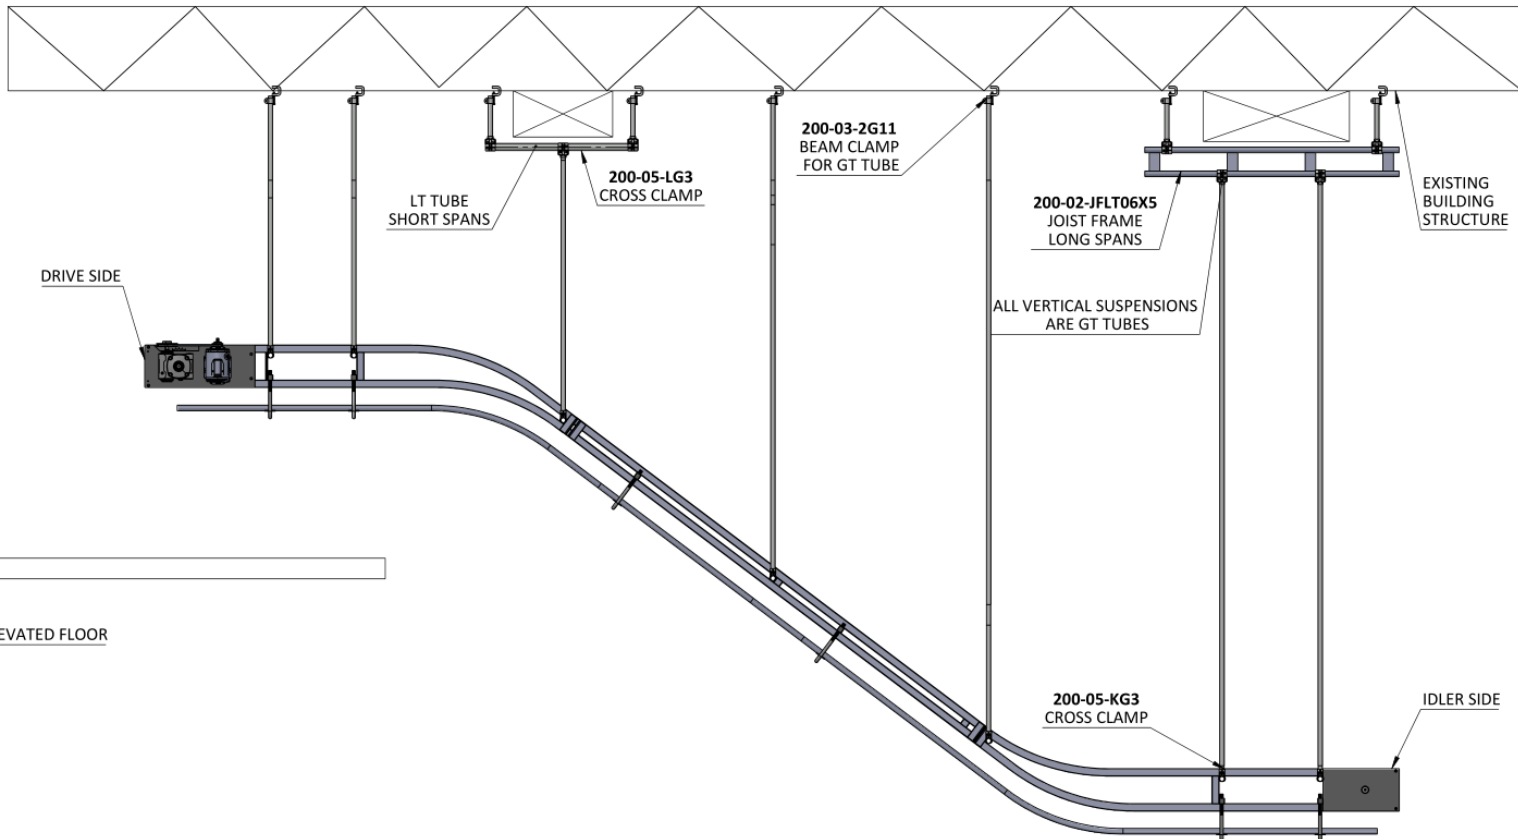 200-03-2G11
BEAM CLAMP
FOR GT TUBE
200-05-LG3
CROSS CLAMP
LT TUBE
SHORT SPANS
200-02-JFLT06X5
JOIST FRAME
LONG SPANS
EXISTING
BUILDING
STRUCTURE
DRIVE SIDE
ALL VERTICAL SUSPENSIONS
ARE GT TUBES
EVATED FLOOR
200-05-KG3
CROSS CLAMP
IDLER SIDE